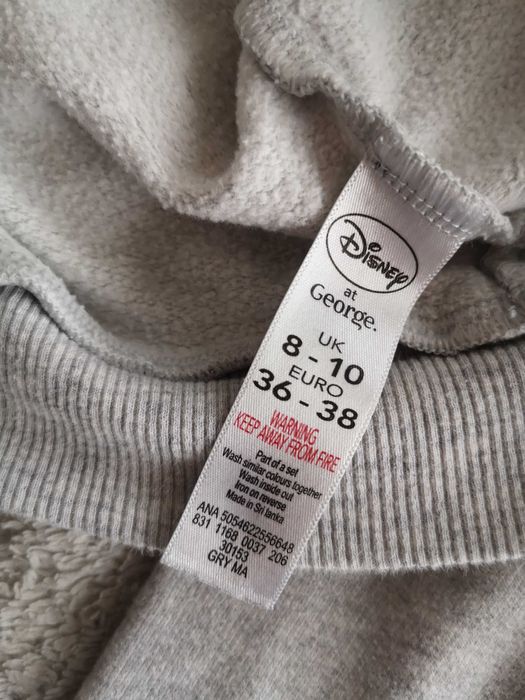 Disney
at
George.
UK
8 - 10
EURO
36 - 38
WARNING
KEEP AWAY FROM FIRE
Part of a set
Wash similar colours together
Wash inside out
Iron on reverse
Made in Sri lanka
ANA 5054622556648
831 1168 0037 206
30153
GRY MA